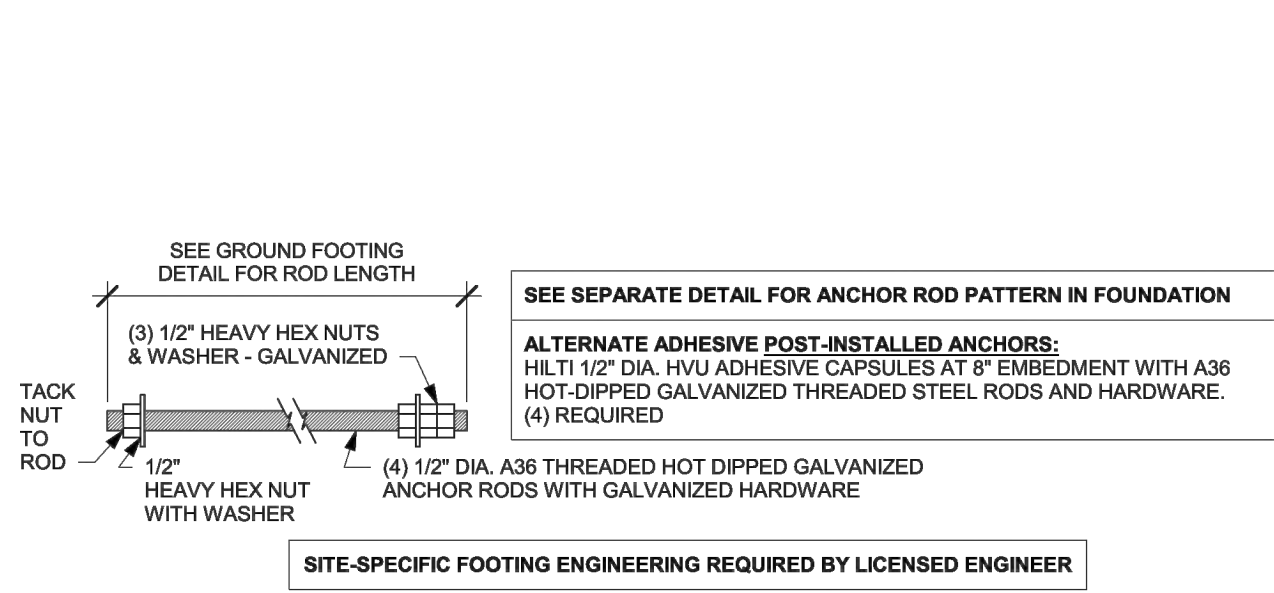 SEE GROUND FOOTING
DETAIL FOR ROD LENGTH
(3) 1/2" HEAVY HEX NUTS
& WASHER - GALVANIZED
TACK
NUT
TO
ROD
1/2"
HEAVY HEX NUT
WITH WASHER
(4) 1/2" DIA. A36 THREADED HOT DIPPED GALVANIZED
ANCHOR RODS WITH GALVANIZED HARDWARE
SEE SEPARATE DETAIL FOR ANCHOR ROD PATTERN IN FOUNDATION
ALTERNATE ADHESIVE POST-INSTALLED ANCHORS:
HILTI 1/2" DIA. HVU ADHESIVE CAPSULES AT 8" EMBEDMENT WITH A36
HOT-DIPPED GALVANIZED THREADED STEEL RODS AND HARDWARE.
(4) REQUIRED
SITE-SPECIFIC FOOTING ENGINEERING REQUIRED BY LICENSED ENGINEER